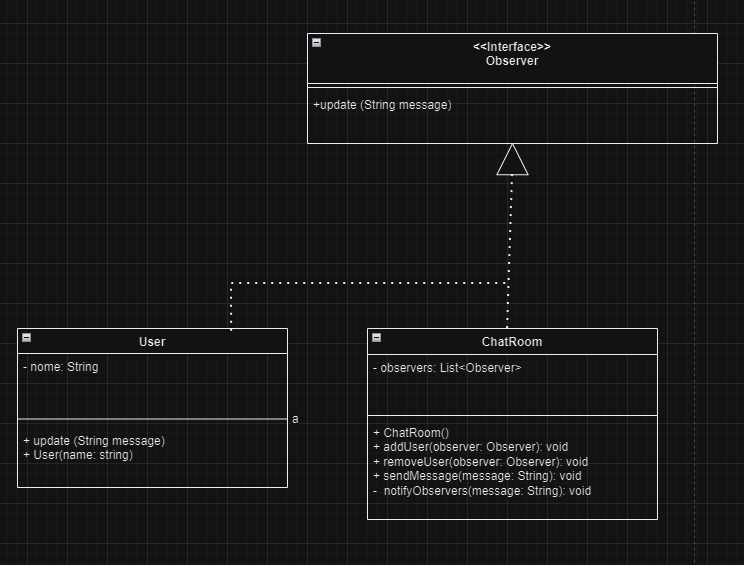 <<Interface>>
Observer
+update (String message)
User
- nome: String
a
+ update (String message)
+ User(name: string)
ChatRoom
- observers: List<Observer>
+ ChatRoom()
+ addUser(observer: Observer): void
+ removeUser(observer: Observer): void
+ sendMessage(message: String): void
- notifyObservers(message: String): void